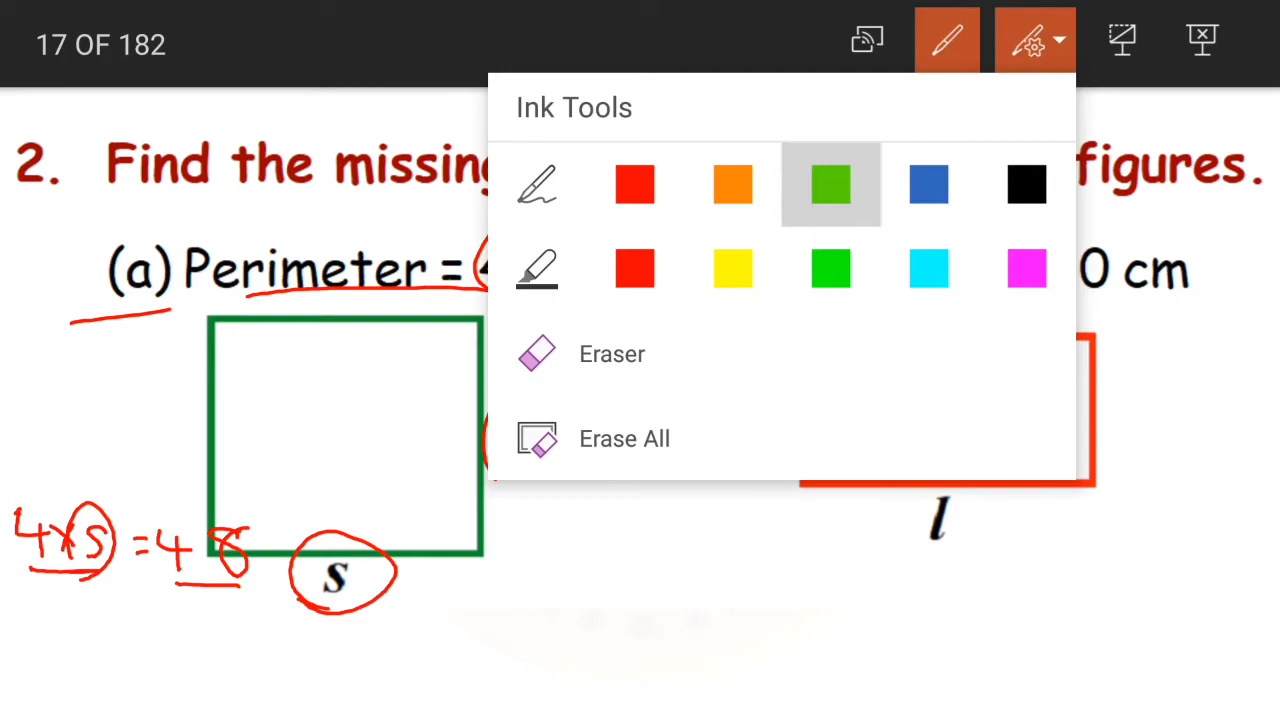 17 OF 182
Ink Tools
2. Find the missing figures.
(a) Perimeter = 0 cm
Eraser
Erase All
l
4×s = 48
s